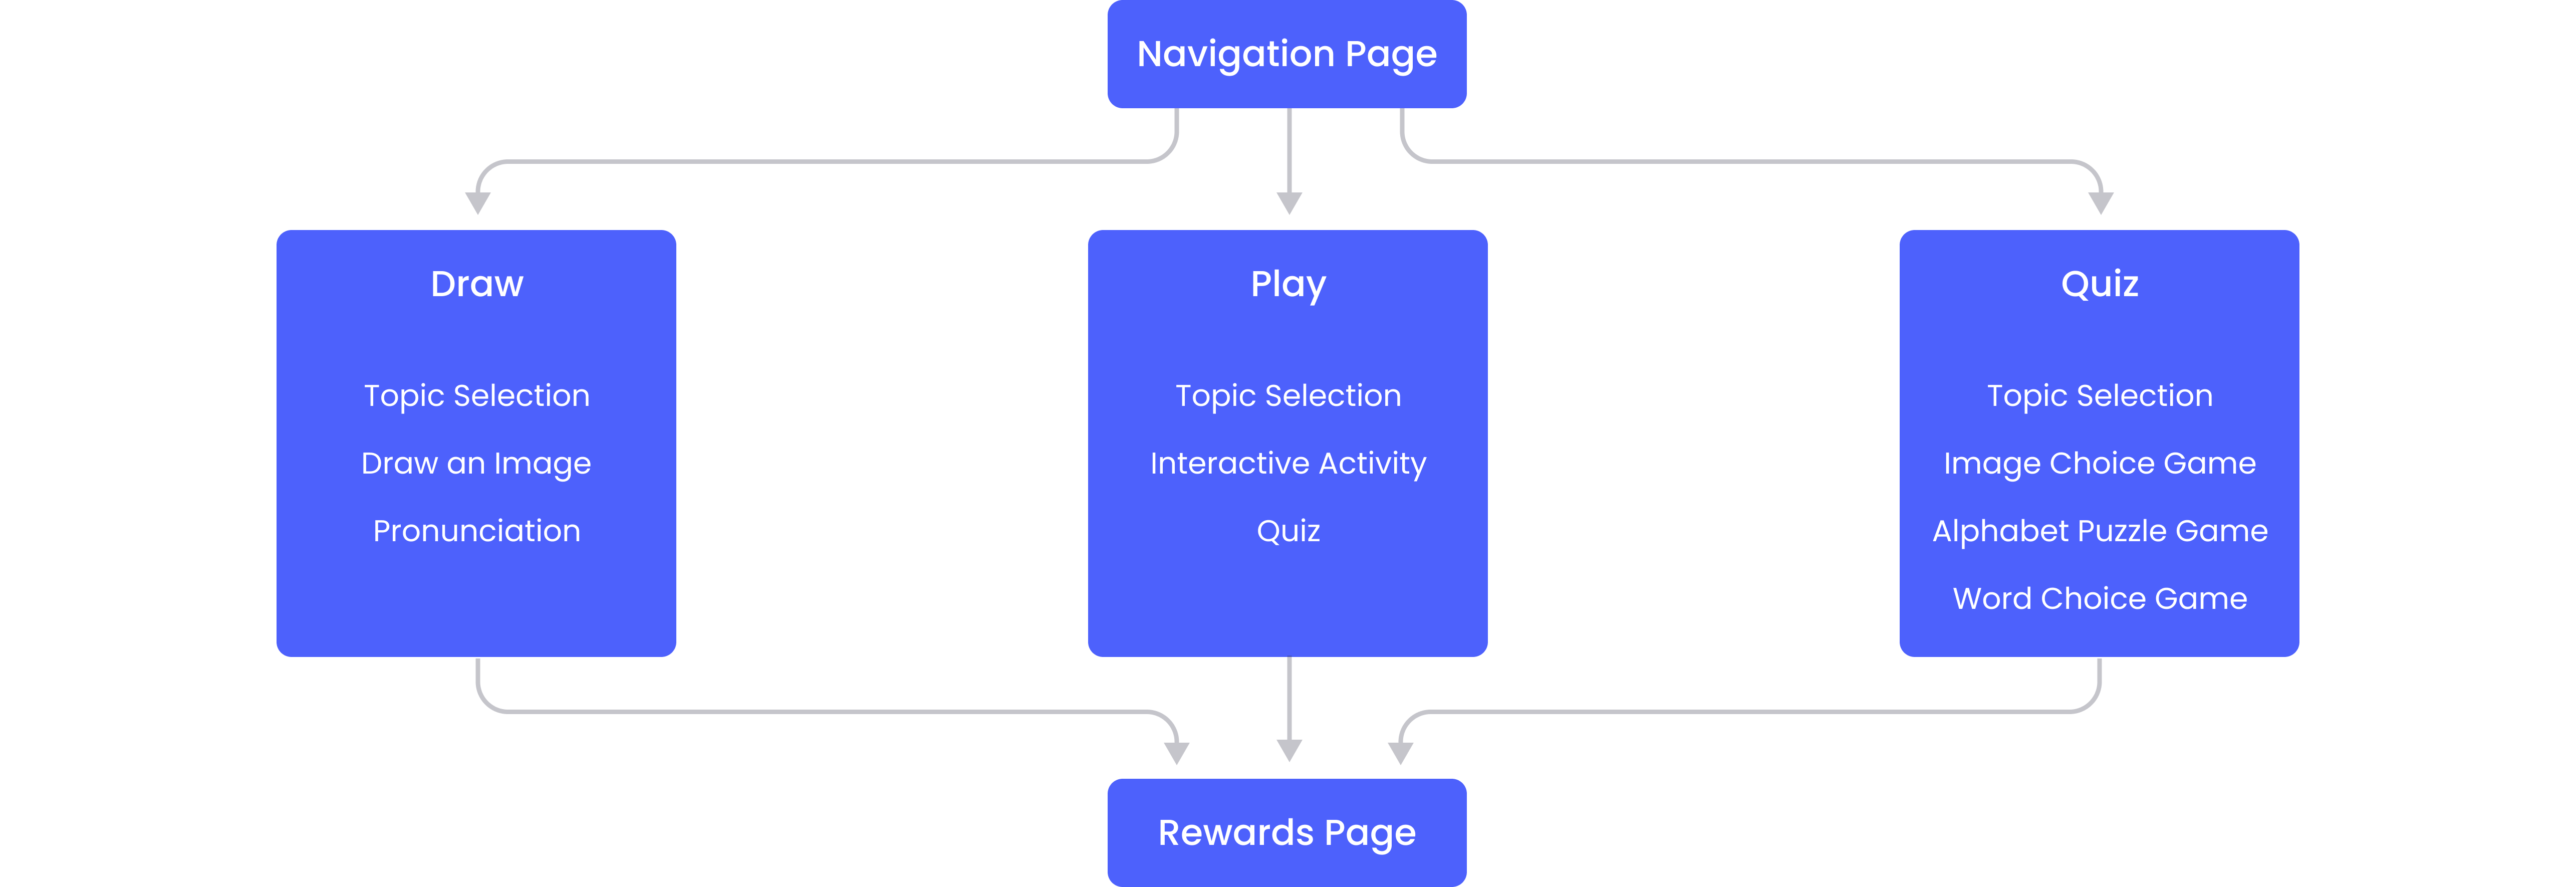 Navigation Page
Draw
Topic Selection
Draw an Image
Pronunciation
Play
Topic Selection
Interactive Activity
Quiz
Quiz
Topic Selection
Image Choice Game
Alphabet Puzzle Game
Word Choice Game
Rewards Page